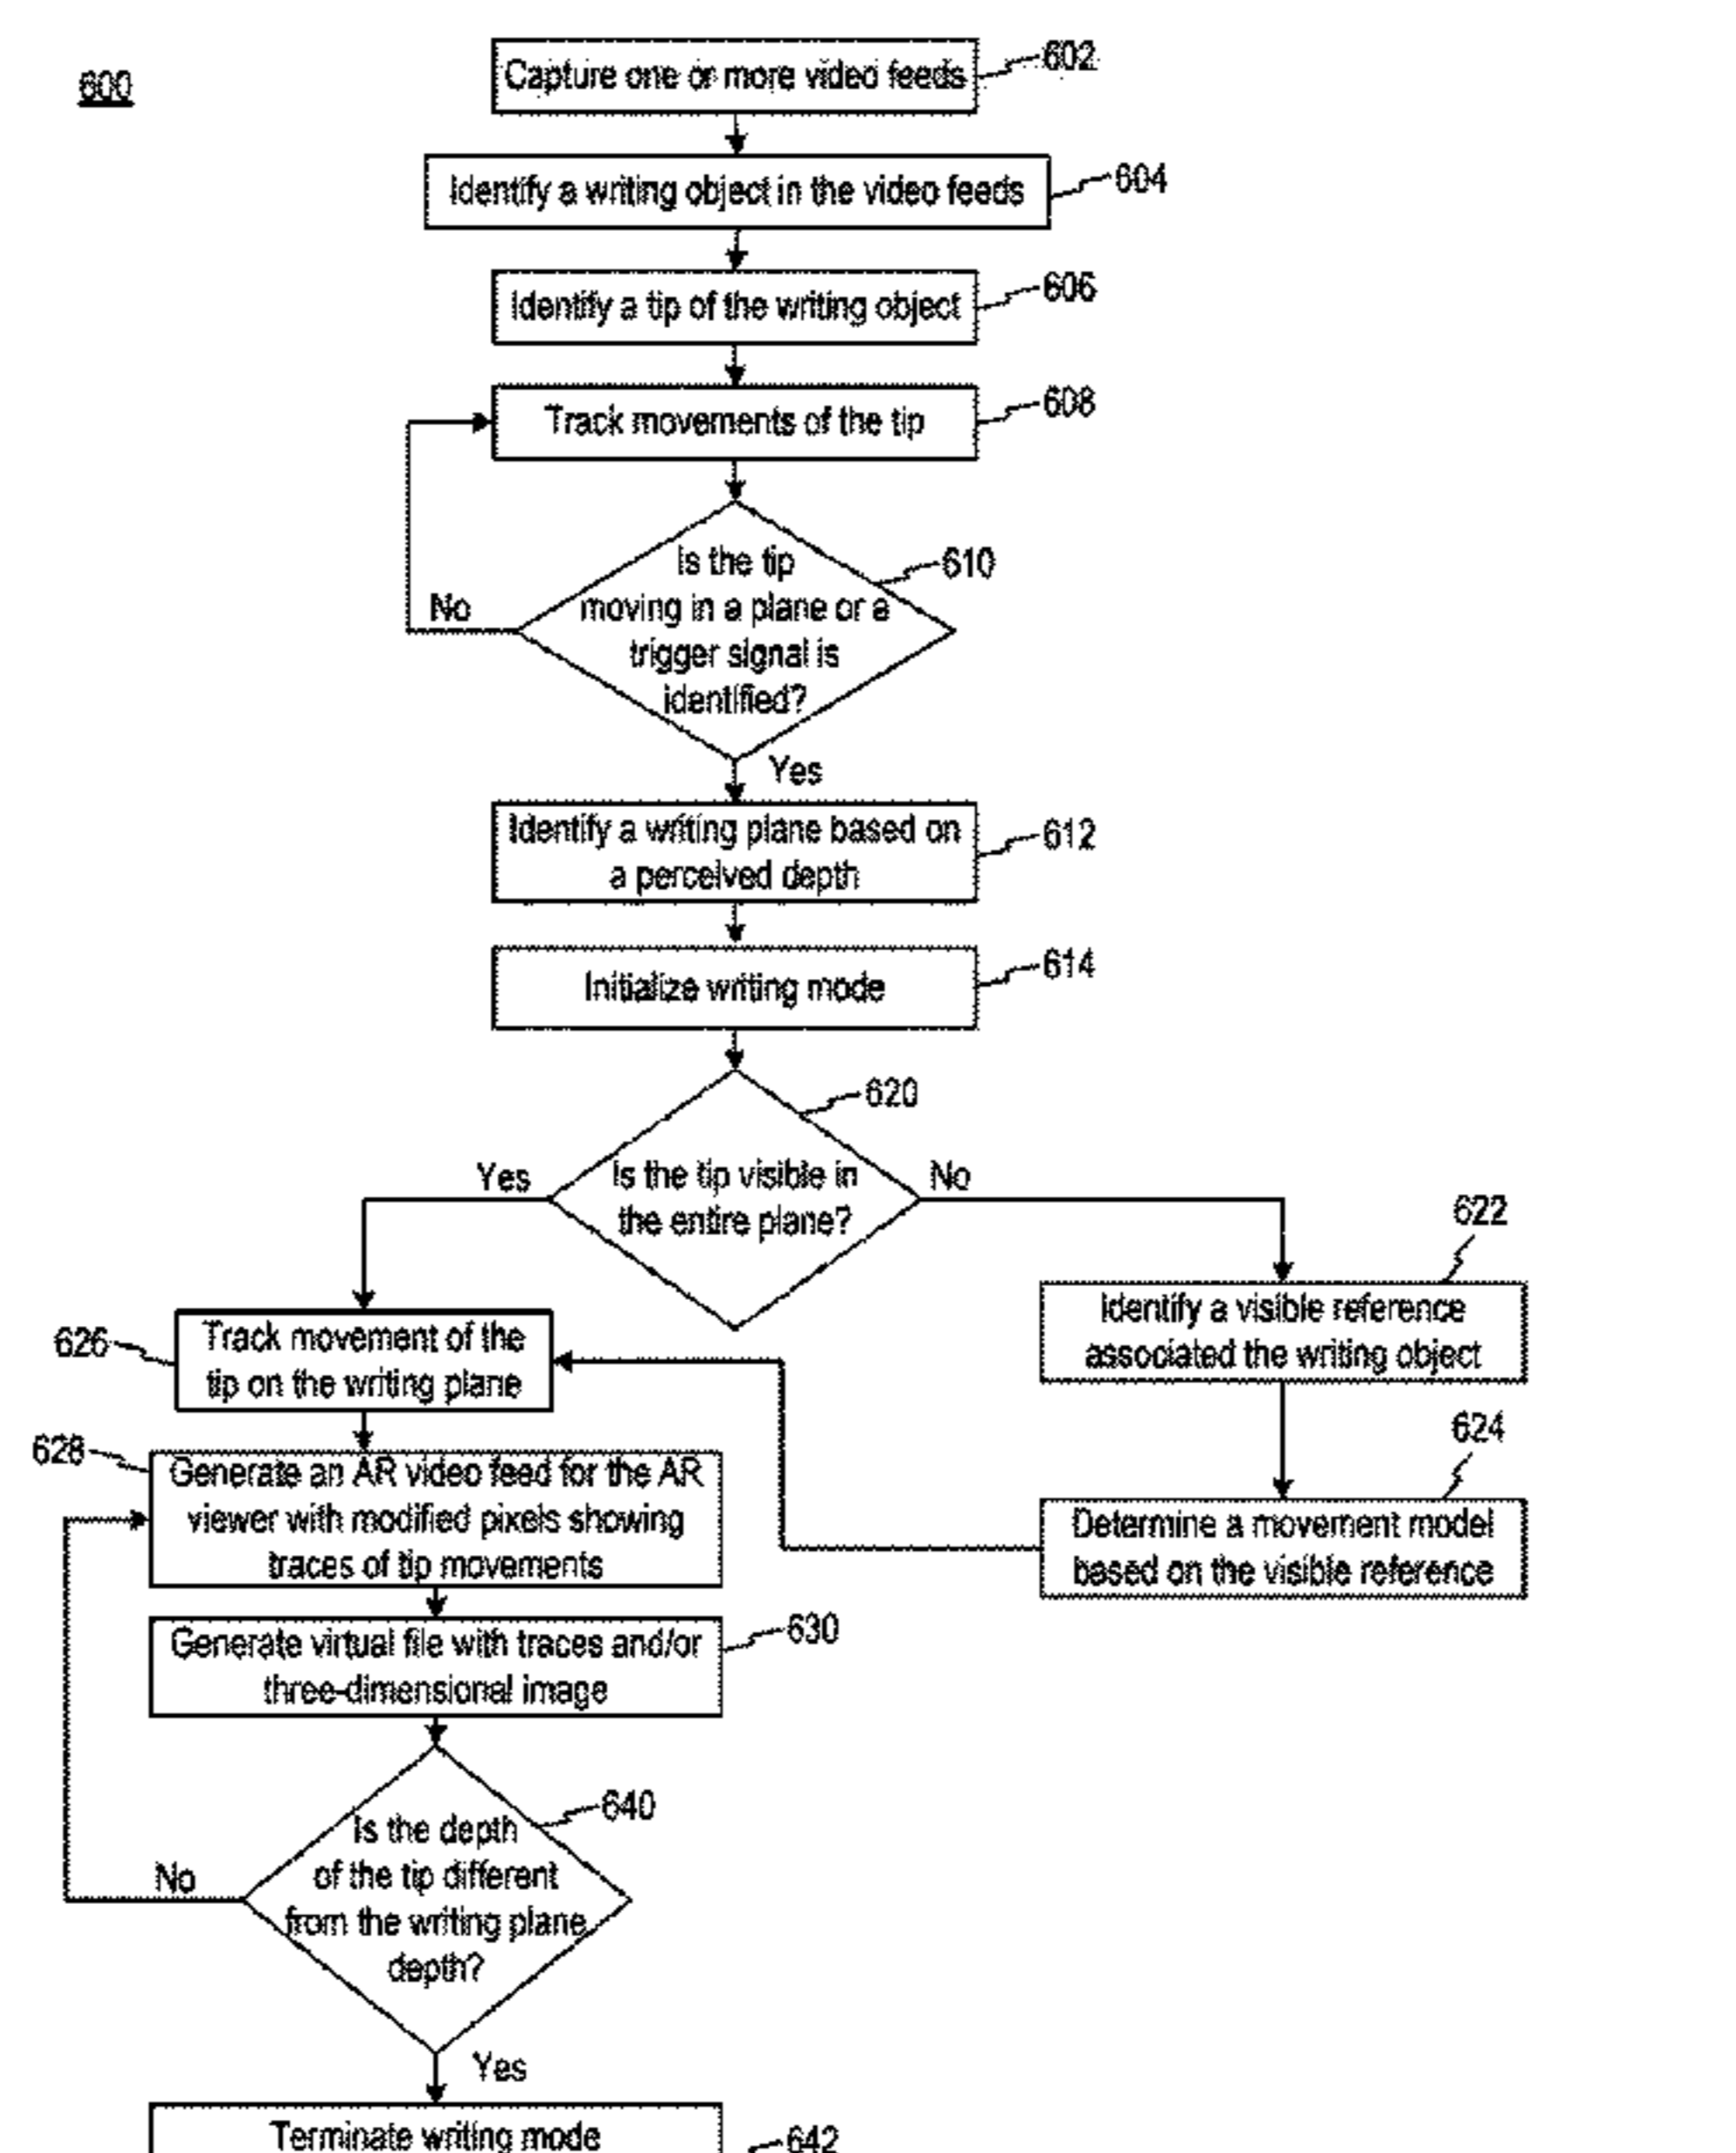 600
Capture one or more video feeds
602
Identify a writing object in the video feeds
604
Identify a tip of the writing object
606
Track movements of the tip
608
Is the tip
moving in a plane or a
trigger signal is
identified?
610
No
Yes
Identify a writing plane based on
a perceived depth
612
Initialize writing mode
614
Is the tip visible in
the entire plane?
620
Yes
No
Identify a visible reference
associated the writing object
622
Determine a movement model
based on the visible reference
624
Track movement of the
tip on the writing plane
626
Generate an AR video feed for the AR
viewer with modified pixels showing
traces of tip movements
628
Generate virtual file with traces and/or
three-dimensional image
630
Is the depth
of the tip different
from the writing plane
depth?
640
No
Yes
Terminate writing mode
642